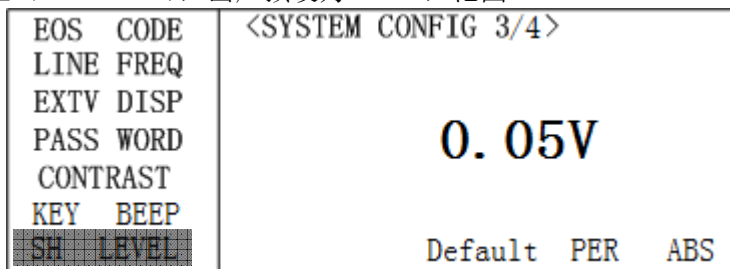 EOS CODE
LINE FREQ
EXTV DISP
PASS WORD
CONTRAST
KEY BEEP
SH LEVEL
<SYSTEM CONFIG 3/4>
0.05V
Default PER ABS